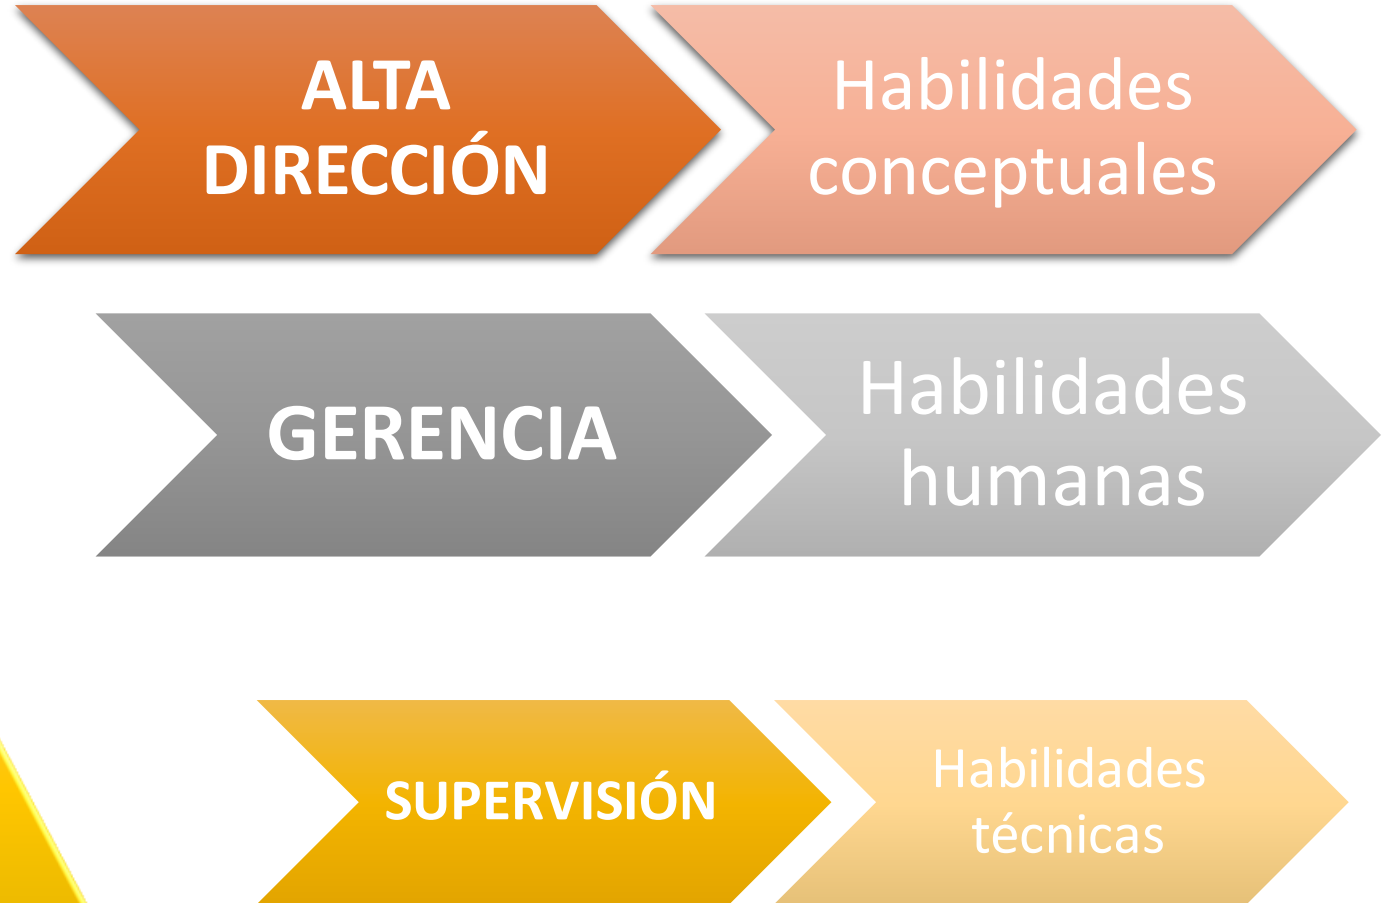 ALTA
DIRECCIÓN
Habilidades
conceptuales
GERENCIA
Habilidades
humanas
SUPERVISIÓN
Habilidades
técnicas